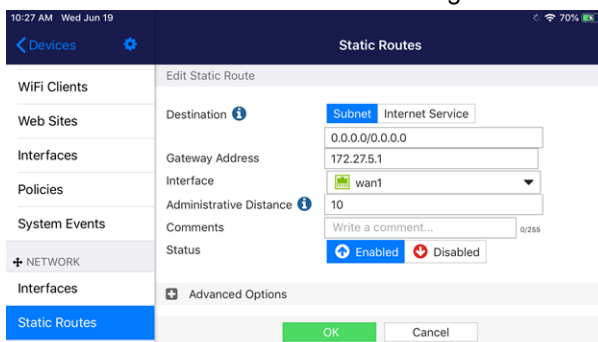 10:27 AM Wed Jun 19
70%
Devices
Static Routes
WiFi Clients
Web Sites
Interfaces
Policies
System Events
NETWORK
Interfaces
Static Routes
Edit Static Route
Destination Subnet Internet Service
0.0.0.0/0.0.0.0
Gateway Address 172.27.5.1
Interface wan1
Administrative Distance 10
Comments Write a comment... 0/255
Status Enabled Disabled
Advanced Options
OK Cancel